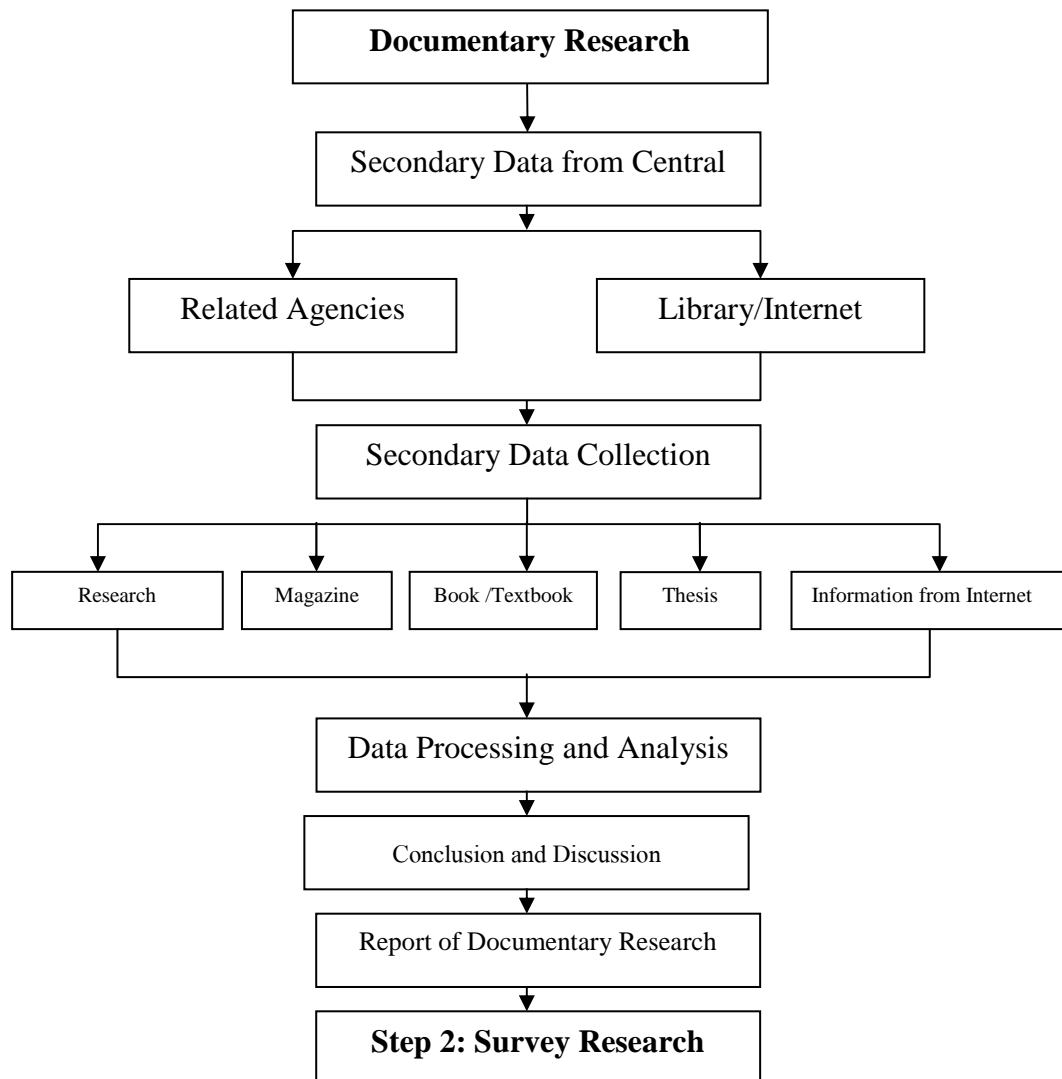 Documentary Research
Secondary Data from Central
Related Agencies
Library/Internet
Secondary Data Collection
Research
Magazine
Book /Textbook
Thesis
Information from Internet
Data Processing and Analysis
Conclusion and Discussion
Report of Documentary Research
Step 2: Survey Research